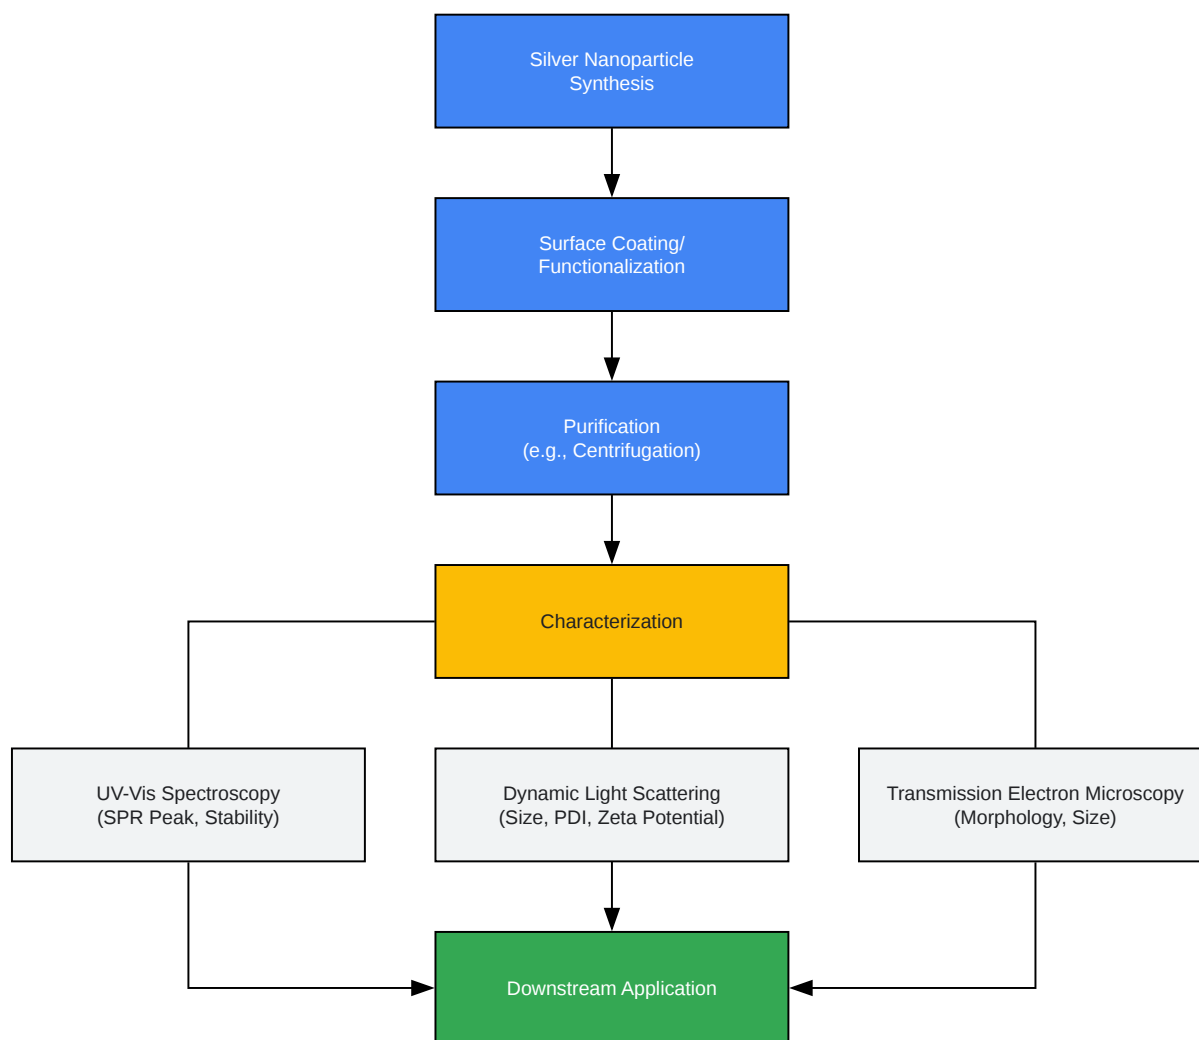 Silver Nanoparticle
Synthesis
Surface Coating/
Functionalization
Purification
(e.g., Centrifugation)
Characterization
UV-Vis Spectroscopy
(SPR Peak, Stability)
Dynamic Light Scattering
(Size, PDI, Zeta Potential)
Transmission Electron Microscopy
(Morphology, Size)
Downstream Application